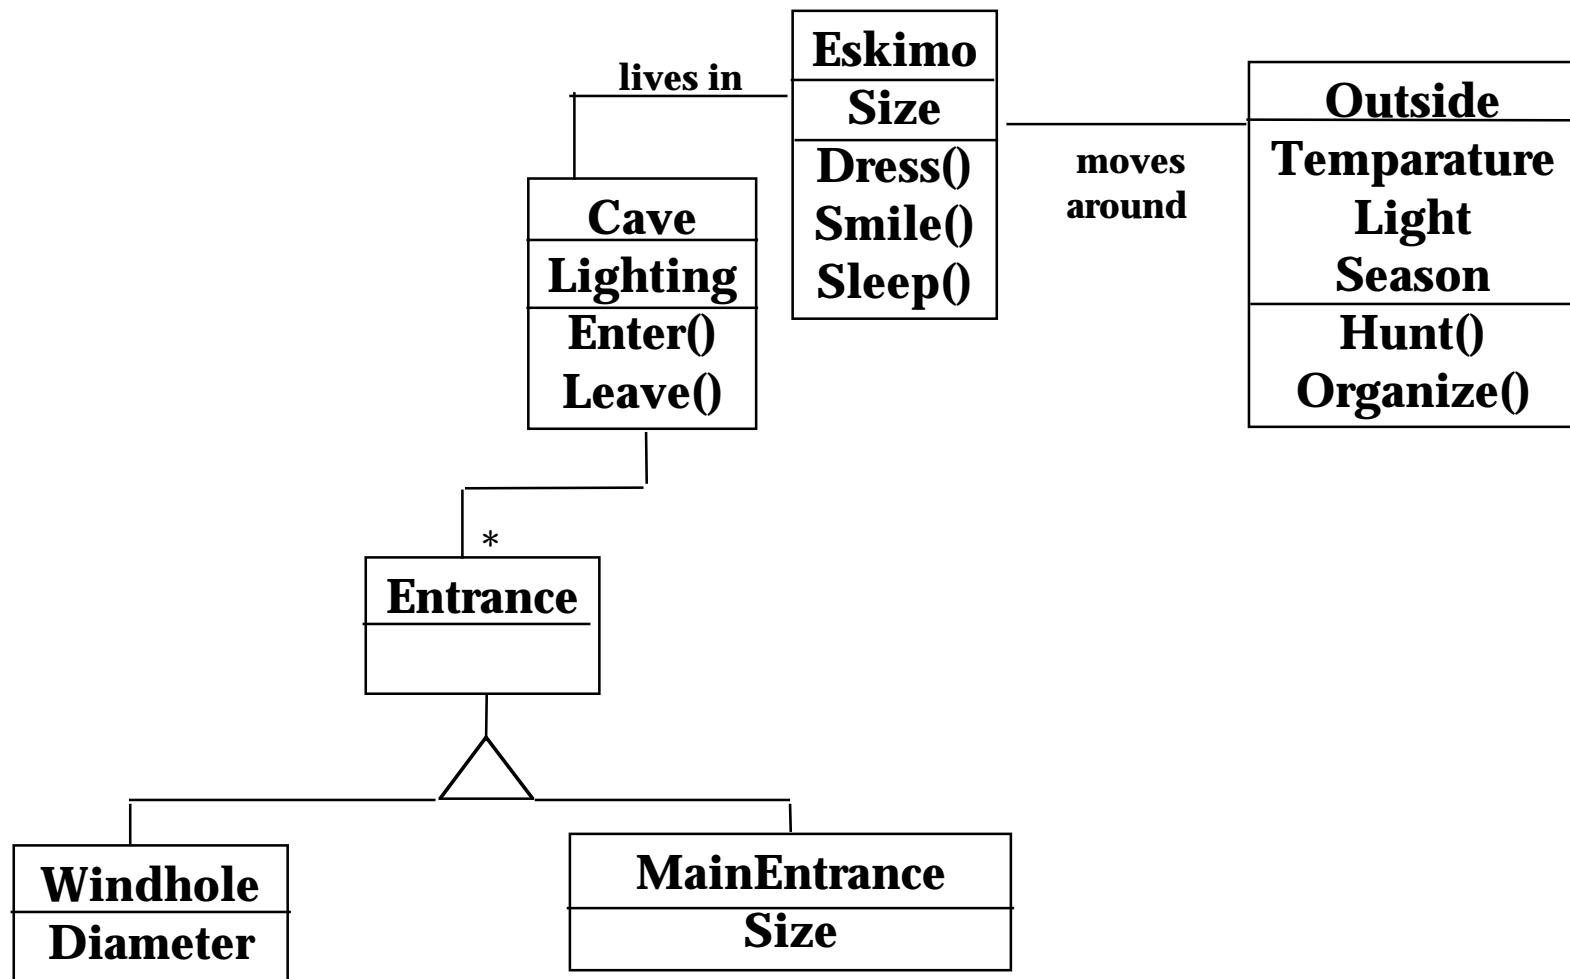 Eskimo
Size
Dress()
Smile()
Sleep()
lives in
moves
around
Outside
Temparature
Light
Season
Hunt()
Organize()
Cave
Lighting
Enter()
Leave()
*
Entrance
Windhole
Diameter
MainEntrance
Size